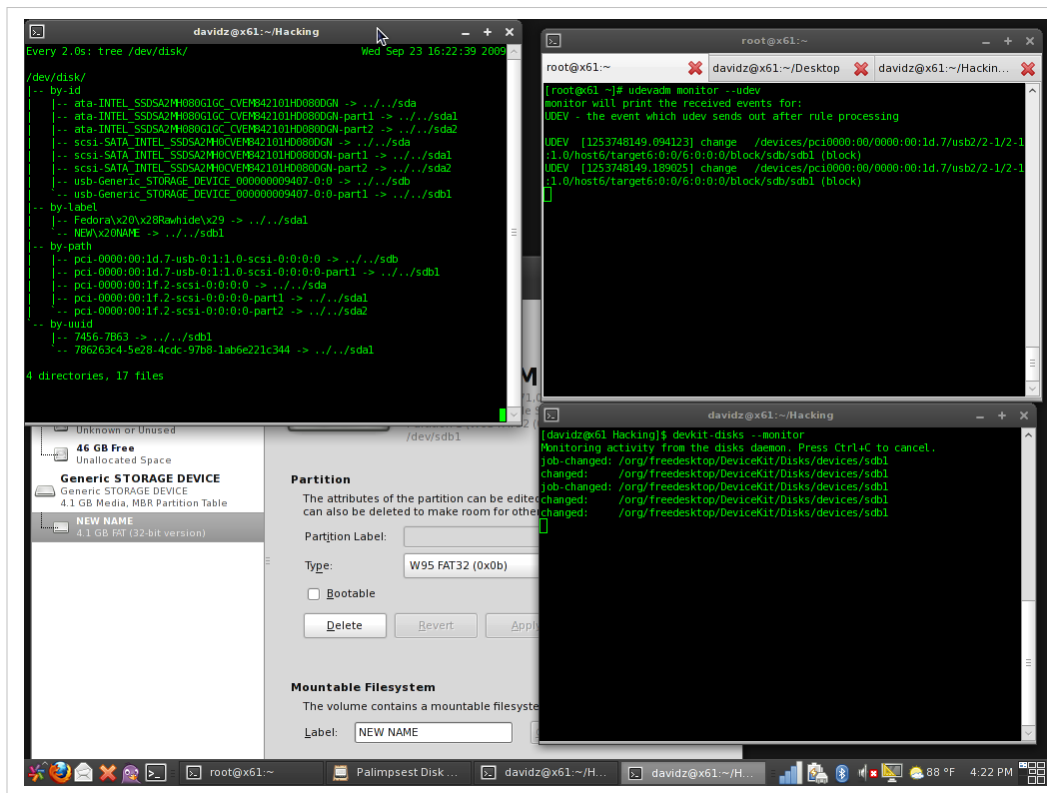 davidz@x61:~/Hacking
Every 2.0s: tree /dev/disk/ Wed Sep 23 16:22:39 2009
/dev/disk/
|-- by-id
| |-- ata-INTEL_SSDSA2MH080G1GC_CVEM842101HD080DGN -> ../../sda
| |-- ata-INTEL_SSDSA2MH080G1GC_CVEM842101HD080DGN-part1 -> ../../sda1
| |-- ata-INTEL_SSDSA2MH080G1GC_CVEM842101HD080DGN-part2 -> ../../sda2
| |-- scsi-SATA_INTEL_SSDSA2MH0CVEM842101HD080DGN -> ../../sda
| |-- scsi-SATA_INTEL_SSDSA2MH0CVEM842101HD080DGN-part1 -> ../../sda1
| |-- scsi-SATA_INTEL_SSDSA2MH0CVEM842101HD080DGN-part2 -> ../../sda2
| |-- usb-Generic_STORAGE_DEVICE_000000009407-0:0 -> ../../sdb
| `-- usb-Generic_STORAGE_DEVICE_000000009407-0:0-part1 -> ../../sdb1
|-- by-label
| |-- Fedora\x20\x28Rawhide\x29 -> ../../sda1
| `-- NEW\x20NAME -> ../../sdb1
|-- by-path
| |-- pci-0000:00:1d.7-usb-0:1:1.0-scsi-0:0:0:0 -> ../../sdb
| |-- pci-0000:00:1d.7-usb-0:1:1.0-scsi-0:0:0:0-part1 -> ../../sdb1
| |-- pci-0000:00:1f.2-scsi-0:0:0:0 -> ../../sda
| |-- pci-0000:00:1f.2-scsi-0:0:0:0-part1 -> ../../sda1
| `-- pci-0000:00:1f.2-scsi-0:0:0:0-part2 -> ../../sda2
`-- by-uuid
|-- 7456-7B63 -> ../../sdb1
`-- 786263c4-5e28-4cdc-97b8-1ab6e221c344 -> ../../sda1
4 directories, 17 files
root@x61:~
root@x61:~ davidz@x61:~/Desktop davidz@x61:~/Hackin...
[root@x61 ~]# udevadm monitor --udev
monitor will print the received events for:
UDEV - the event which udev sends out after rule processing
UDEV [1253748149.094123] change /devices/pci0000:00/0000:00:1d.7/usb2/2-1/2-1
:1.0/host6/target6:0:0/6:0:0:0/block/sdb/sdb1 (block)
UDEV [1253748149.189025] change /devices/pci0000:00/0000:00:1d.7/usb2/2-1/2-1
:1.0/host6/target6:0:0/6:0:0:0/block/sdb/sdb1 (block)
davidz@x61:~/Hacking
[davidz@x61 Hacking]$ devkit-disks --monitor
Monitoring activity from the disks daemon. Press Ctrl+C to cancel.
job-changed: /org/freedesktop/DeviceKit/Disks/devices/sdb1
changed: /org/freedesktop/DeviceKit/Disks/devices/sdb1
job-changed: /org/freedesktop/DeviceKit/Disks/devices/sdb1
changed: /org/freedesktop/DeviceKit/Disks/devices/sdb1
changed: /org/freedesktop/DeviceKit/Disks/devices/sdb1
Unknown or Unused
46 GB Free
Unallocated Space
Generic STORAGE DEVICE
Generic STORAGE DEVICE
4.1 GB Media, MBR Partition Table
NEW NAME
4.1 GB FAT (32-bit version)
/dev/sdb1
Partition
The attributes of the partition can be edite
can also be deleted to make room for othe
Partition Label:
Type: W95 FAT32 (0x0b)
Bootable
Delete Revert Apply
Mountable Filesystem
The volume contains a mountable filesyste
Label: NEW NAME
root@x61:~ Palimpsest Disk ... davidz@x61:~/H... davidz@x61:~/H... 88 °F 4:22 PM